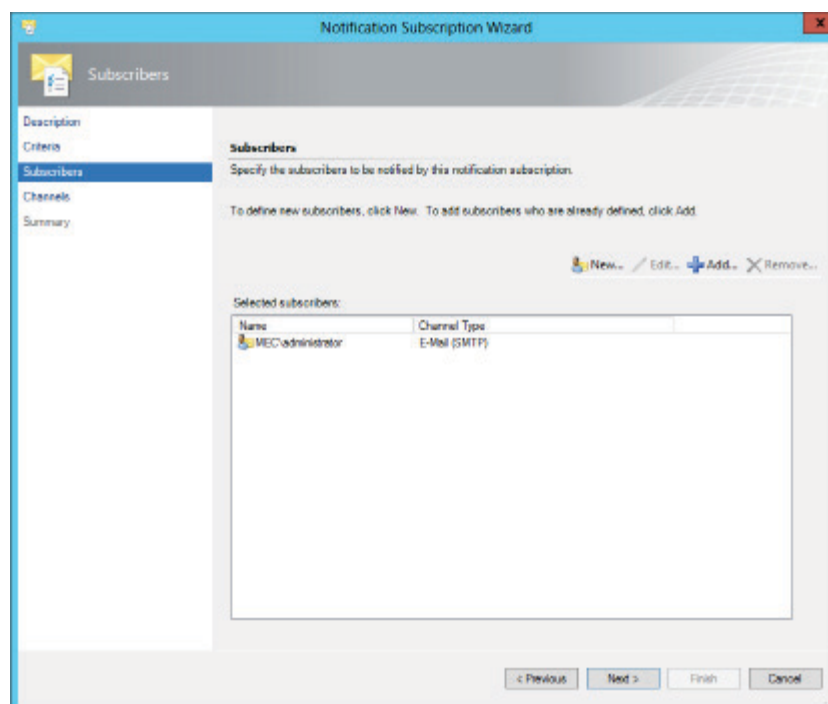 Notification Subscription Wizard
x
Subscribers
Description
Criteria
Subscribers
Channels
Summary
Subscribers
Specify the subscribers to be notified by this notification subscription.
To define new subscribers, click New. To add subscribers who are already defined, click Add.
New... Edit... Add... Remove...
Selected subscribers:
Name Channel Type
MEC\administrator E-Mail (SMTP)
< Previous Next > Finish Cancel